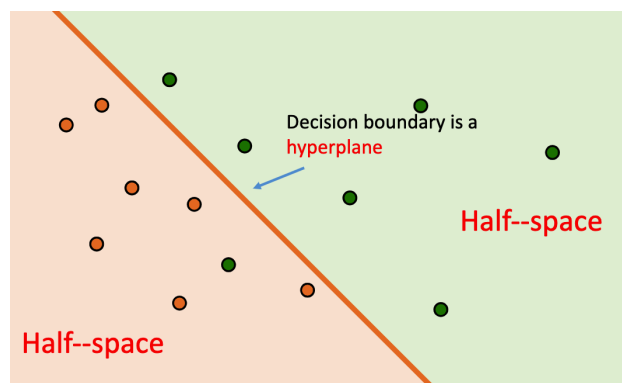 Decision boundary is a
hyperplane
Half--space
Half--space